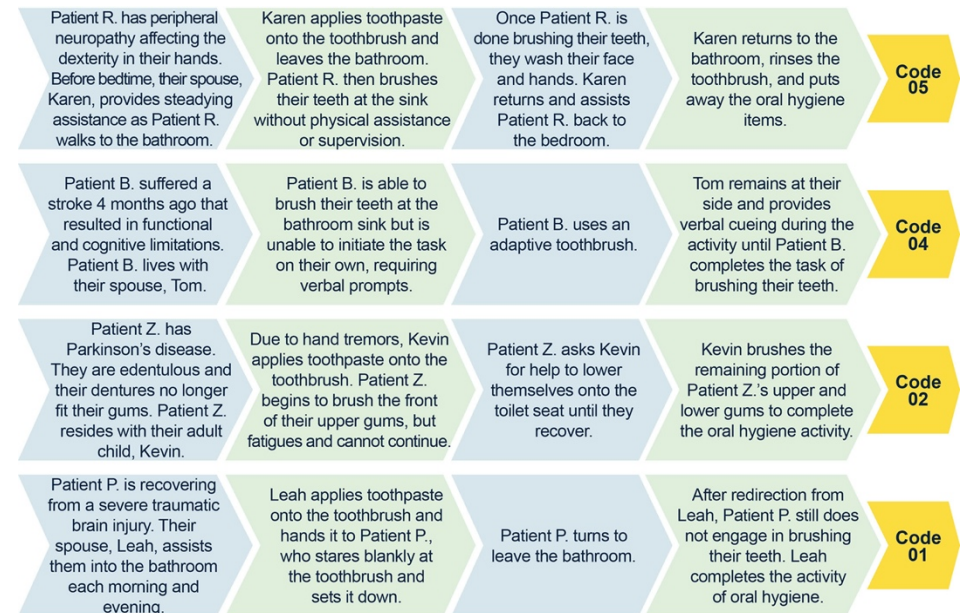 Patient R. has peripheral
neuropathy affecting the
dexterity in their hands.
Before bedtime, their spouse,
Karen, provides steadying
assistance as Patient R.
walks to the bathroom.
Karen applies toothpaste
onto the toothbrush and
leaves the bathroom.
Patient R. then brushes
their teeth at the sink
without physical assistance
or supervision.
Once Patient R. is
done brushing their teeth,
they wash their face
and hands. Karen
returns and assists
Patient R. back to
the bedroom.
Karen returns to the
bathroom, rinses the
toothbrush, and puts
away the oral hygiene
items.
Code
05
Patient B. suffered a
stroke 4 months ago that
resulted in functional
and cognitive limitations.
Patient B. lives with
their spouse, Tom.
Patient B. is able to
brush their teeth at the
bathroom sink but is
unable to initiate the task
on their own, requiring
verbal prompts.
Patient B. uses an
adaptive toothbrush.
Tom remains at their
side and provides
verbal cueing during the
activity until Patient B.
completes the task of
brushing their teeth.
Code
04
Patient Z. has
Parkinson's disease.
They are edentulous and
their dentures no longer
fit their gums. Patient Z.
resides with their adult
child, Kevin.
Due to hand tremors, Kevin
applies toothpaste onto the
toothbrush. Patient Z.
begins to brush the front
of their upper gums, but
fatigues and cannot continue.
Patient Z. asks Kevin
for help to lower
themselves onto the
toilet seat until they
recover.
Kevin brushes the
remaining portion of
Patient Z.'s upper and
lower gums to complete
the oral hygiene activity.
Code
02
Patient P. is recovering
from a severe traumatic
brain injury. Their
spouse, Leah, assists
them into the bathroom
each morning and
evening.
Leah applies toothpaste
onto the toothbrush and
hands it to Patient P.,
who stares blankly at
the toothbrush and
sets it down.
Patient P. turns to
leave the bathroom.
After redirection from
Leah, Patient P. still does
not engage in brushing
their teeth. Leah
completes the activity
of oral hygiene.
Code
01